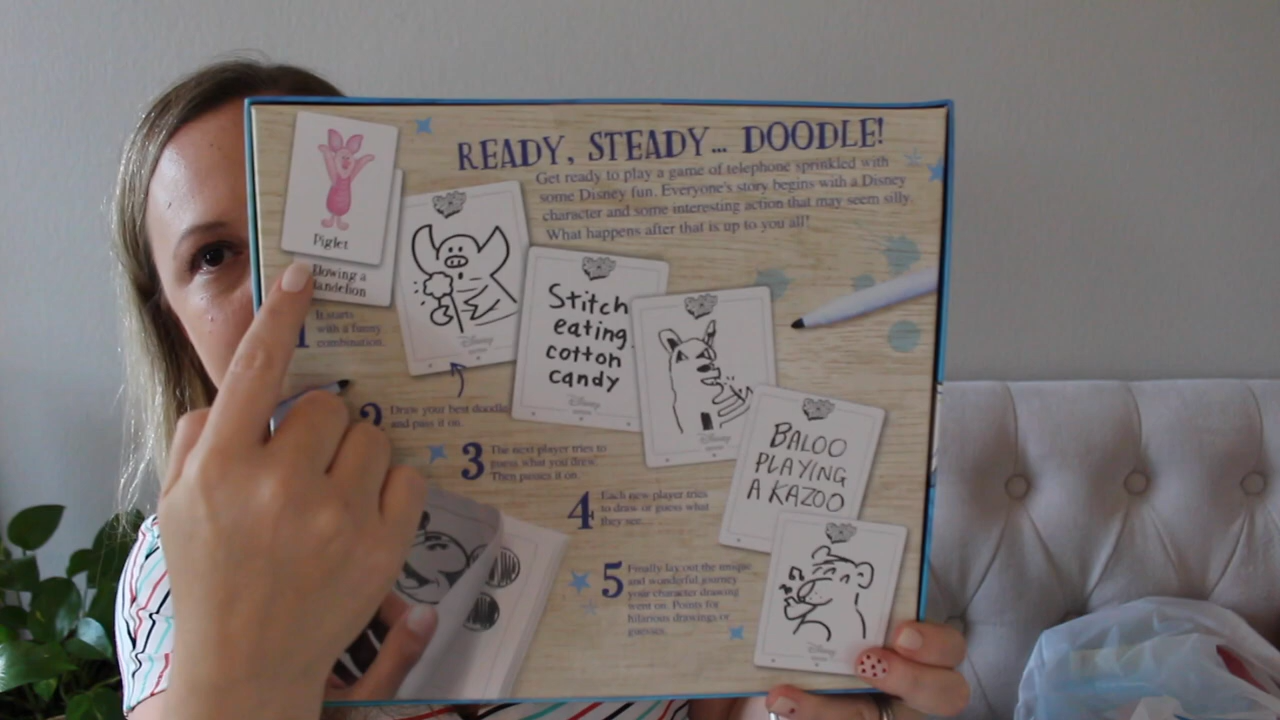 READY, STEADY... DOODLE!
Get ready to play a game of telephone sprinkled with
some Disney fun. Everyone's story begins with a Disney
character and some interesting action that may seem silly.
What happens after that is up to you all!
Piglet
Blowing a
dandelion
1 It starts
with a funny
combination.
Disney
2 Draw your best doodle
and pass it on.
Stitch
eating
cotton
candy
Disney
3 The next player tries to
guess what you drew.
Then passes it on.
Disney
BALOO
PLAYING
A KAZOO
4 Each new player tries
to draw or guess what
they see...
5 Finally lay out the unique
and wonderful journey
your character drawing
went on. Points for
hilarious drawings or
guesses.
Disney